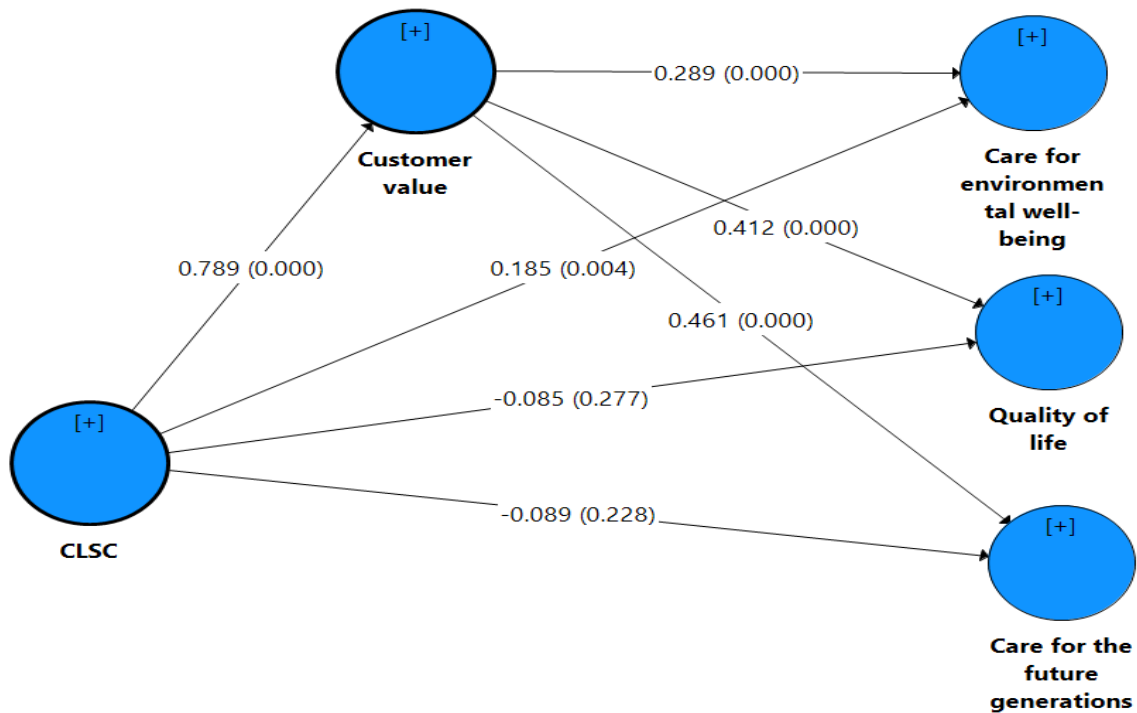 [+]
Customer
value
[+]
Care for
environmen
tal well-
being
0.289 (0.000)
0.412 (0.000)
0.789 (0.000)
0.185 (0.004)
0.461 (0.000)
[+]
Quality of
life
-0.085 (0.277)
[+]
CLSC
-0.089 (0.228)
[+]
Care for the
future
generations